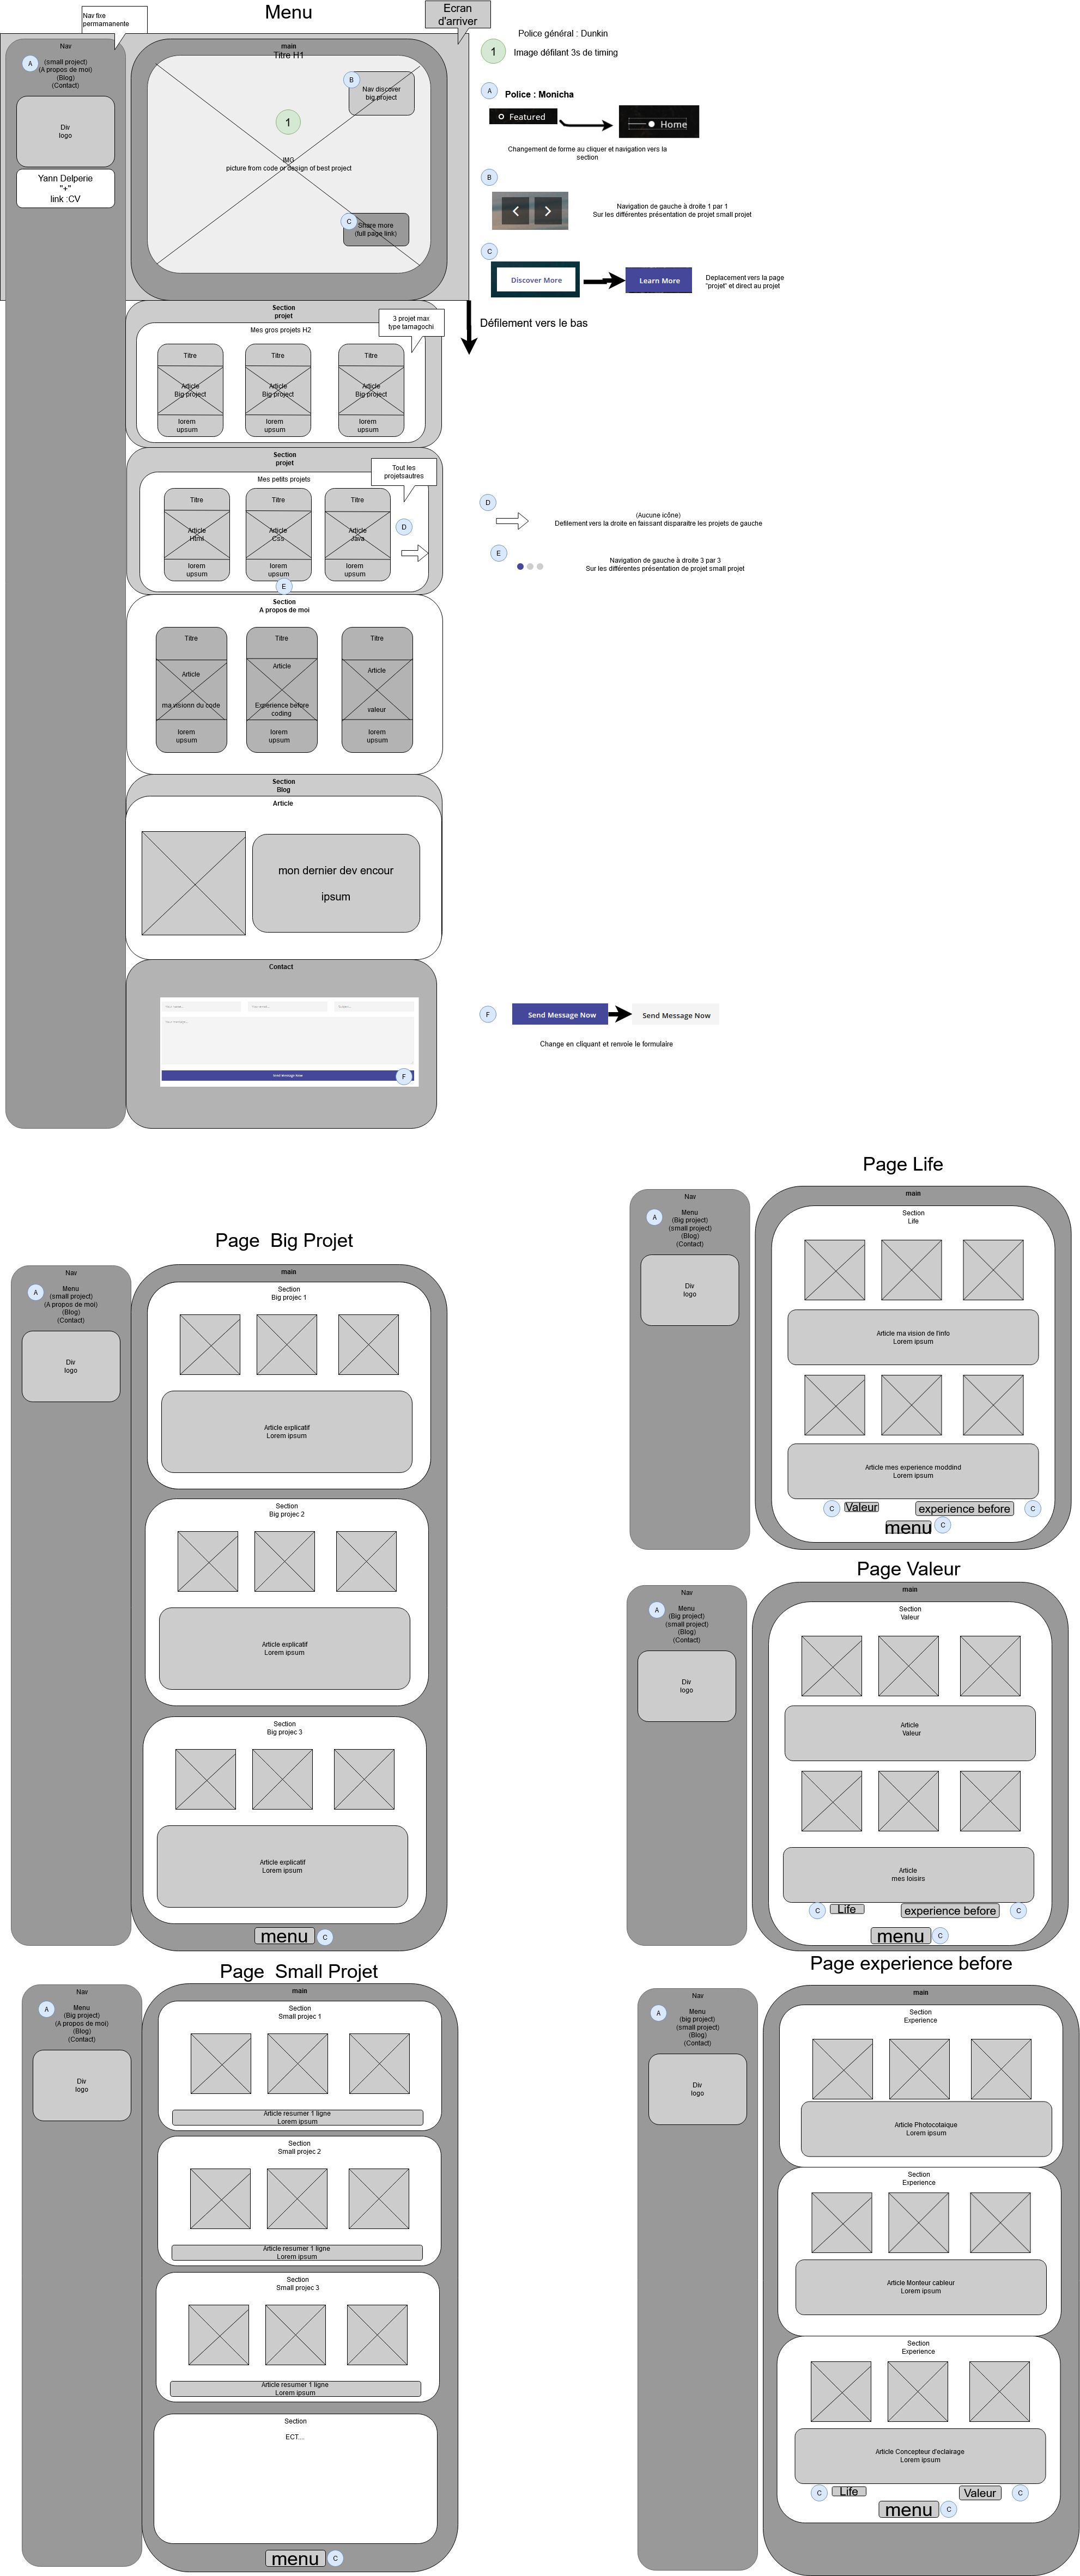 Menu
Ecran
d'arriver
Nav fixe
permamanente
Nav
A
(small project)
(A propos de moi)
(Blog)
(Contact)
Div
logo
Yann Delperie
"+"
link :CV
main
Titre H1
B
Nav discover
big project
1
IMG
picture from code or design of best project
C
Share more
(full page link)
Police général : Dunkin
1
Image défilant 3s de timing
A
Police : Monicha
Featured
Home
Changement de forme au cliquer et navigation vers la
section
B
Navigation de gauche à droite 1 par 1
Sur les différentes présentation de projet small projet
C
Discover More
Learn More
Deplacement vers la page
"projet" et direct au projet
Défilement vers le bas
Section
projet
3 projet max
type tamagochi
Mes gros projets H2
Titre
Article
Big project
lorem
upsum
Titre
Article
Big project
lorem
upsum
Titre
Article
Big project
lorem
upsum
Section
projet
Tout les
projetsautres
Mes petits projets
Titre
Article
Html
lorem
upsum
Titre
Article
Css
lorem
upsum
Titre
Article
Java
lorem
upsum
D
E
D
(Aucune icône)
Defilement vers la droite en faissant disparaitre les projets de gauche
E
Navigation de gauche à droite 3 par 3
Sur les différentes présentation de projet small projet
Section
A propos de moi
Titre
Article
ma visionn du code
lorem
upsum
Titre
Article
Experience before
coding
lorem
upsum
Titre
Article
valeur
lorem
upsum
Section
Blog
Article
mon dernier dev encour
ipsum
Contact
Send Message Now
F
F
Send Message Now
Send Message Now
Change en cliquant et renvoie le formulaire
Page Big Projet
Nav
A
Menu
(small project)
(A propos de moi)
(Blog)
(Contact)
Div
logo
main
Section
Big projec 1
Article explicatif
Lorem ipsum
Section
Big projec 2
Article explicatif
Lorem ipsum
Section
Big projec 3
Article explicatif
Lorem ipsum
menu
C
Page Small Projet
Nav
A
Menu
(Big project)
(A propos de moi)
(Blog)
(Contact)
Div
logo
main
Section
Small projec 1
Article resumer 1 ligne
Lorem ipsum
Section
Small projec 2
Article resumer 1 ligne
Lorem ipsum
Section
Small projec 3
Article resumer 1 ligne
Lorem ipsum
Section
ECT....
menu
C
Page Life
Nav
A
Menu
(Big project)
(small project)
(Blog)
(Contact)
Div
logo
main
Section
Life
Article ma vision de l'info
Lorem ipsum
Article mes experience moddind
Lorem ipsum
C
Valeur
experience before
C
menu
C
Page Valeur
Nav
A
Menu
(Big project)
(small project)
(Blog)
(Contact)
Div
logo
main
Section
Valeur
Article
Valeur
Article
mes loisirs
C
Life
experience before
C
menu
C
Page experience before
Nav
A
Menu
(big project)
(small project)
(Blog)
(Contact)
Div
logo
main
Section
Experience
Article Photocotaique
Lorem ipsum
Section
Experience
Article Monteur cableur
Lorem ipsum
Section
Experience
Article Concepteur d'eclairage
Lorem ipsum
C
Life
Valeur
C
menu
C